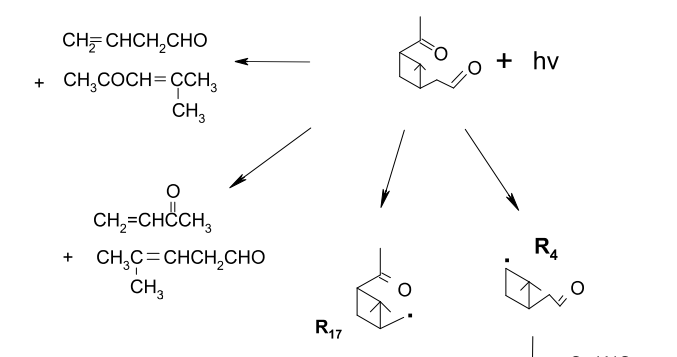 CH2=CHCH2CHO
+ CH3COCH=CCH3
CH3
O
O
+ hν
O
CH2=CHCCH3
+ CH3C=CHCH2CHO
CH3
O
R17
R4
O